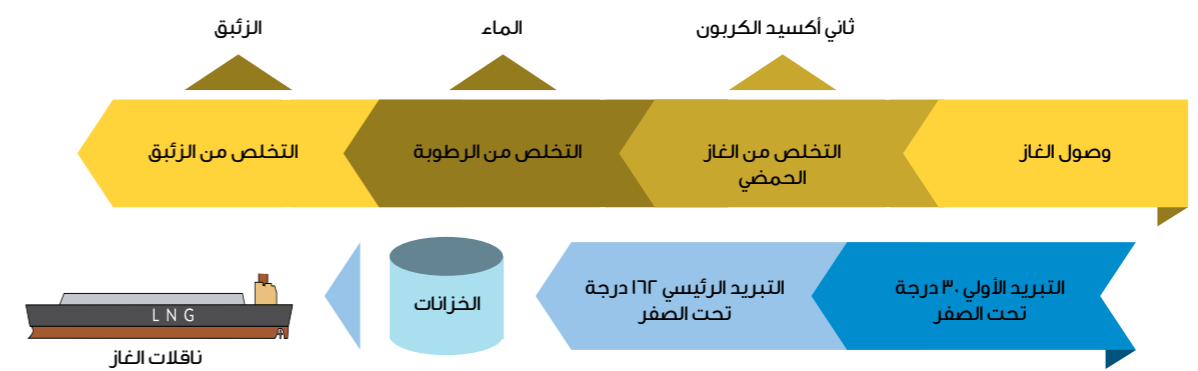 ثاني أكسيد الكربون
الماء
الزئبق
وصول الغاز
التخلص من الغاز
الحمضي
التخلص من الرطوبة
التخلص من الزئبق
التبريد الأولي ٣٠ درجة
تحت الصفر
التبريد الرئيسي ١٦٢ درجة
تحت الصفر
الخزانات
LNG
ناقلات الغاز